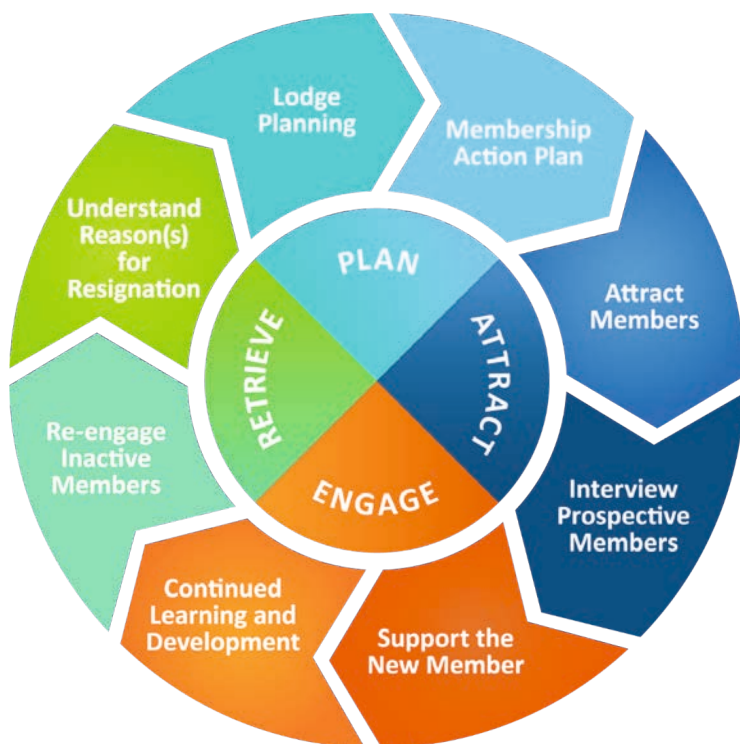 Lodge
Planning
Membership
Action Plan
Attract
Members
Interview
Prospective
Members
Support the
New Member
Continued
Learning and
Development
Re-engage
Inactive
Members
Understand
Reason(s)
for
Resignation
PLAN
ATTRACT
ENGAGE
RETRIEVE